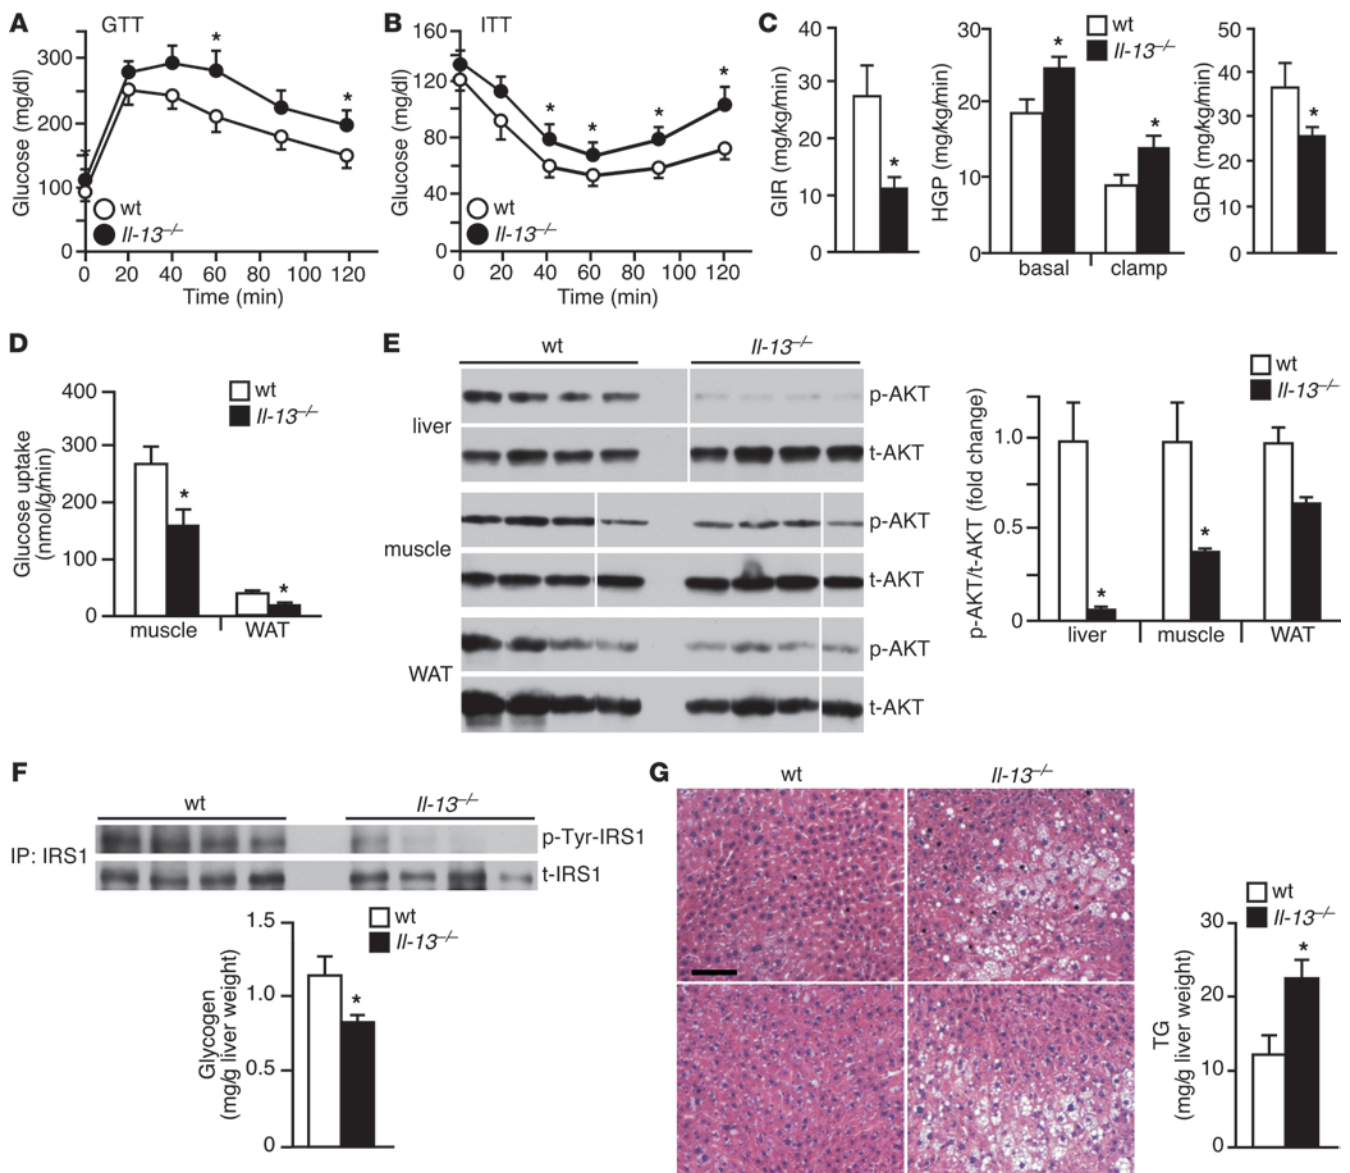 A
GTT
Glucose (mg/dl)
300
200
100
0
*
*
wt
Il-13–/–
0 20 40 60 80 100 120
Time (min)
B
ITT
Glucose (mg/dl)
160
120
80
40
0
* * * *
wt
Il-13–/–
0 20 40 60 80 100 120
Time (min)
C
GIR (mg/kg/min)
40
30
20
10
0
*
HGP (mg/kg/min)
30
20
10
0
wt
Il-13–/–
*
*
basal clamp
GDR (mg/kg/min)
50
40
30
20
10
0
*
D
Glucose uptake
(nmol/g/min)
400
300
200
100
0
wt
Il-13–/–
*
*
muscle WAT
E
wt Il-13–/–
liver
p-AKT
t-AKT
muscle
p-AKT
t-AKT
WAT
p-AKT
t-AKT
p-AKT/t-AKT (fold change)
1.0
0.5
0
wt
Il-13–/–
*
*
liver muscle WAT
F
wt Il-13–/–
IP: IRS1
p-Tyr-IRS1
t-IRS1
Glycogen
(mg/g liver weight)
1.5
1.0
0.5
0
wt
Il-13–/–
*
G
wt Il-13–/–
TG
(mg/g liver weight)
30
20
10
0
wt
Il-13–/–
*